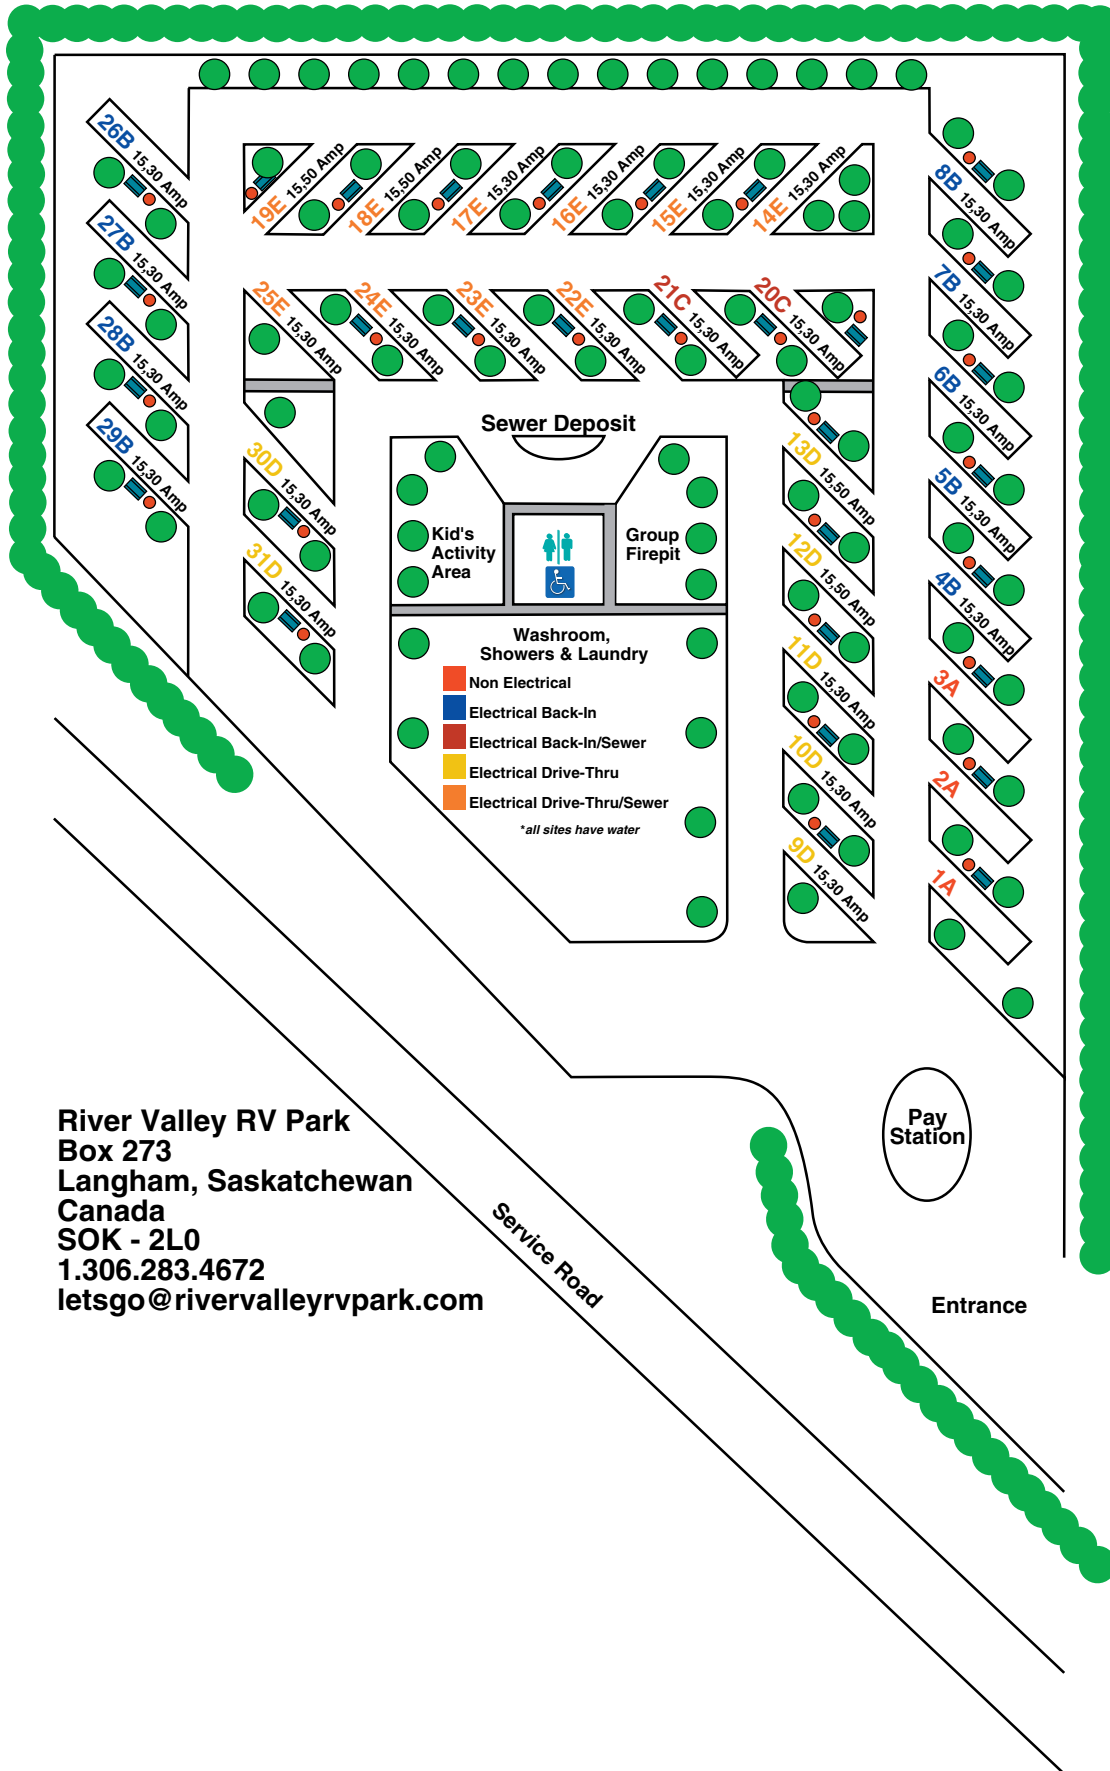 26B 15,30 Amp
27B 15,30 Amp
28B 15,30 Amp
29B 15,30 Amp
19E 15,50 Amp
18E 15,50 Amp
17E 15,30 Amp
16E 15,30 Amp
15E 15,30 Amp
14E 15,30 Amp
25E 15,30 Amp
24E 15,30 Amp
23E 15,30 Amp
22E 15,30 Amp
21C 15,30 Amp
20C 15,30 Amp
8B 15,30 Amp
7B 15,30 Amp
6B 15,30 Amp
5B 15,30 Amp
4B 15,30 Amp
3A
2A
1A
30D 15,30 Amp
31D 15,30 Amp
13D 15,50 Amp
12D 15,50 Amp
11D 15,30 Amp
10D 15,30 Amp
9D 15,30 Amp
Sewer Deposit
Kid's
Activity
Area
Group
Firepit
Washroom,
Showers & Laundry
Non Electrical
Electrical Back-In
Electrical Back-In/Sewer
Electrical Drive-Thru
Electrical Drive-Thru/Sewer
*all sites have water
Pay
Station
River Valley RV Park
Box 273
Langham, Saskatchewan
Canada
SOK - 2L0
1.306.283.4672
letsgo@rivervalleyrvpark.com
Service Road
Entrance